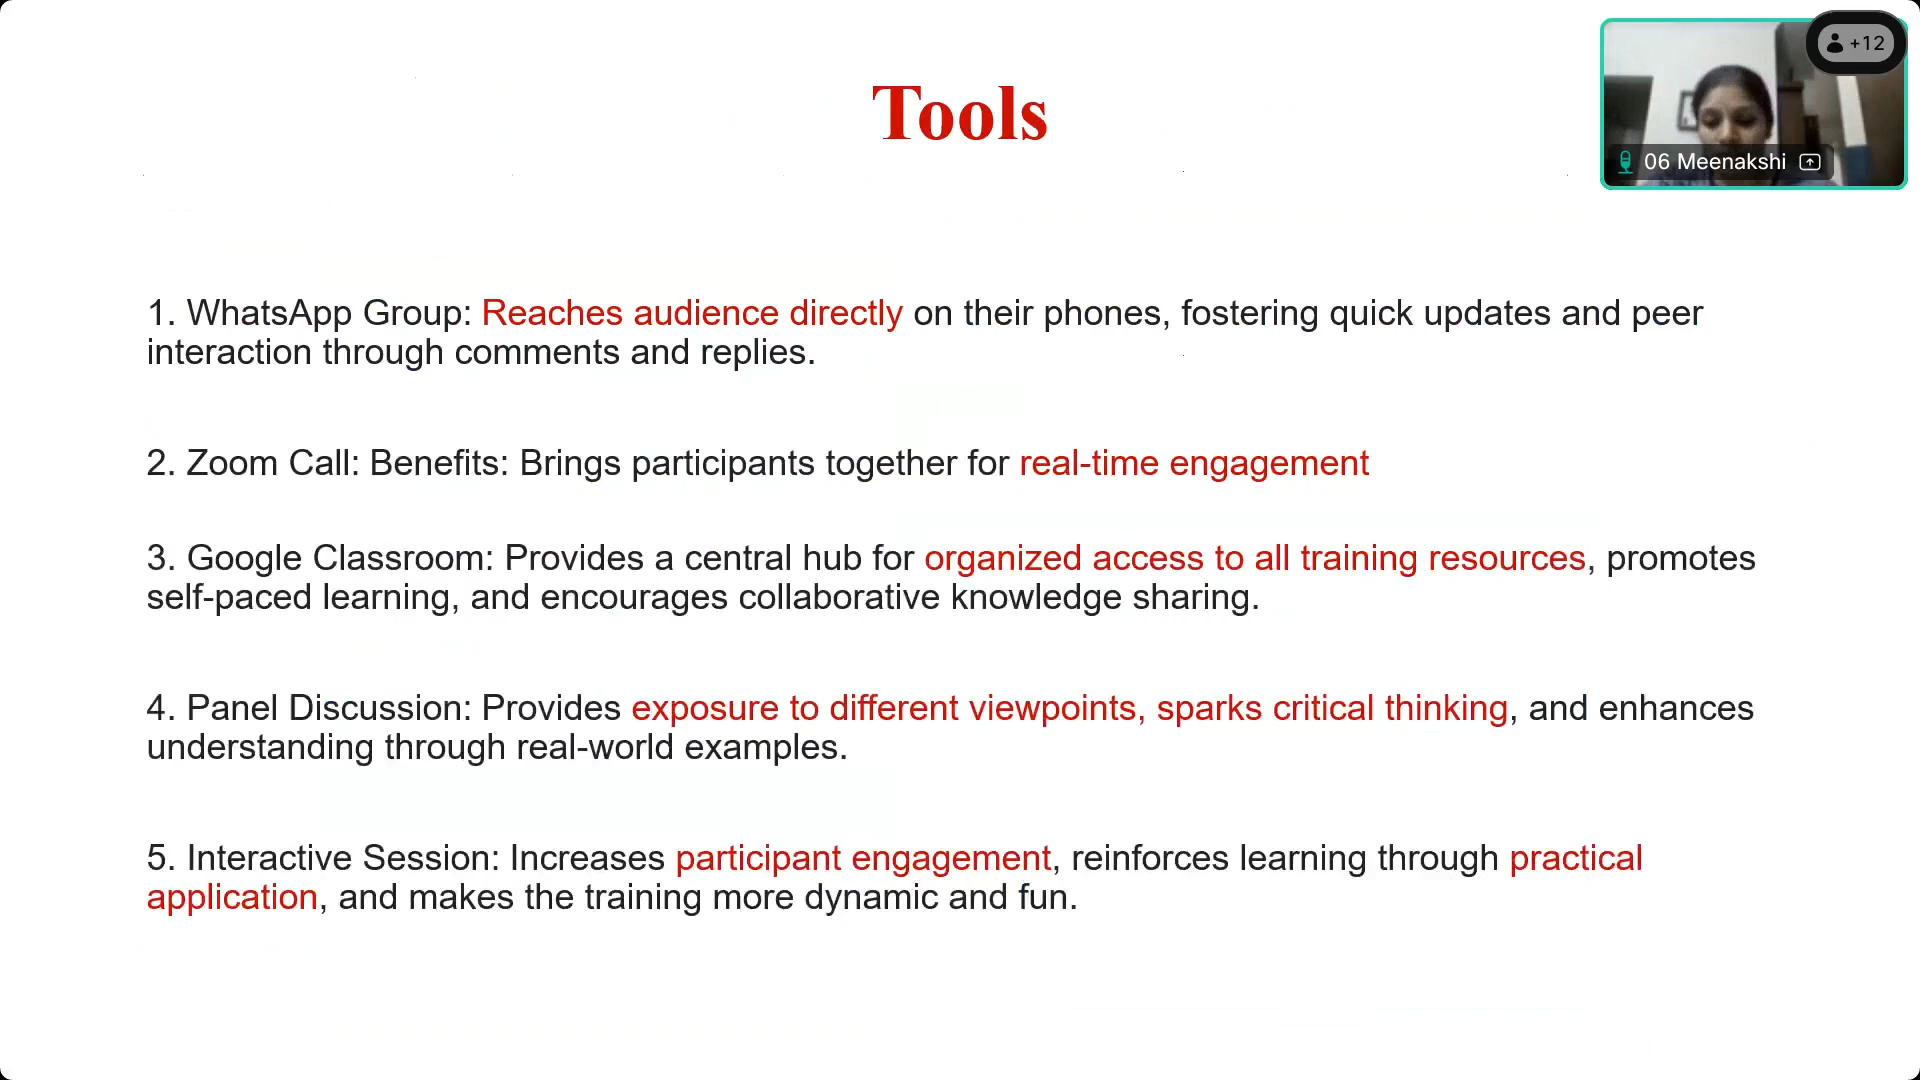 Tools
+12
06 Meenakshi
1. WhatsApp Group: Reaches audience directly on their phones, fostering quick updates and peer
interaction through comments and replies.
2. Zoom Call: Benefits: Brings participants together for real-time engagement
3. Google Classroom: Provides a central hub for organized access to all training resources, promotes
self-paced learning, and encourages collaborative knowledge sharing.
4. Panel Discussion: Provides exposure to different viewpoints, sparks critical thinking, and enhances
understanding through real-world examples.
5. Interactive Session: Increases participant engagement, reinforces learning through practical
application, and makes the training more dynamic and fun.